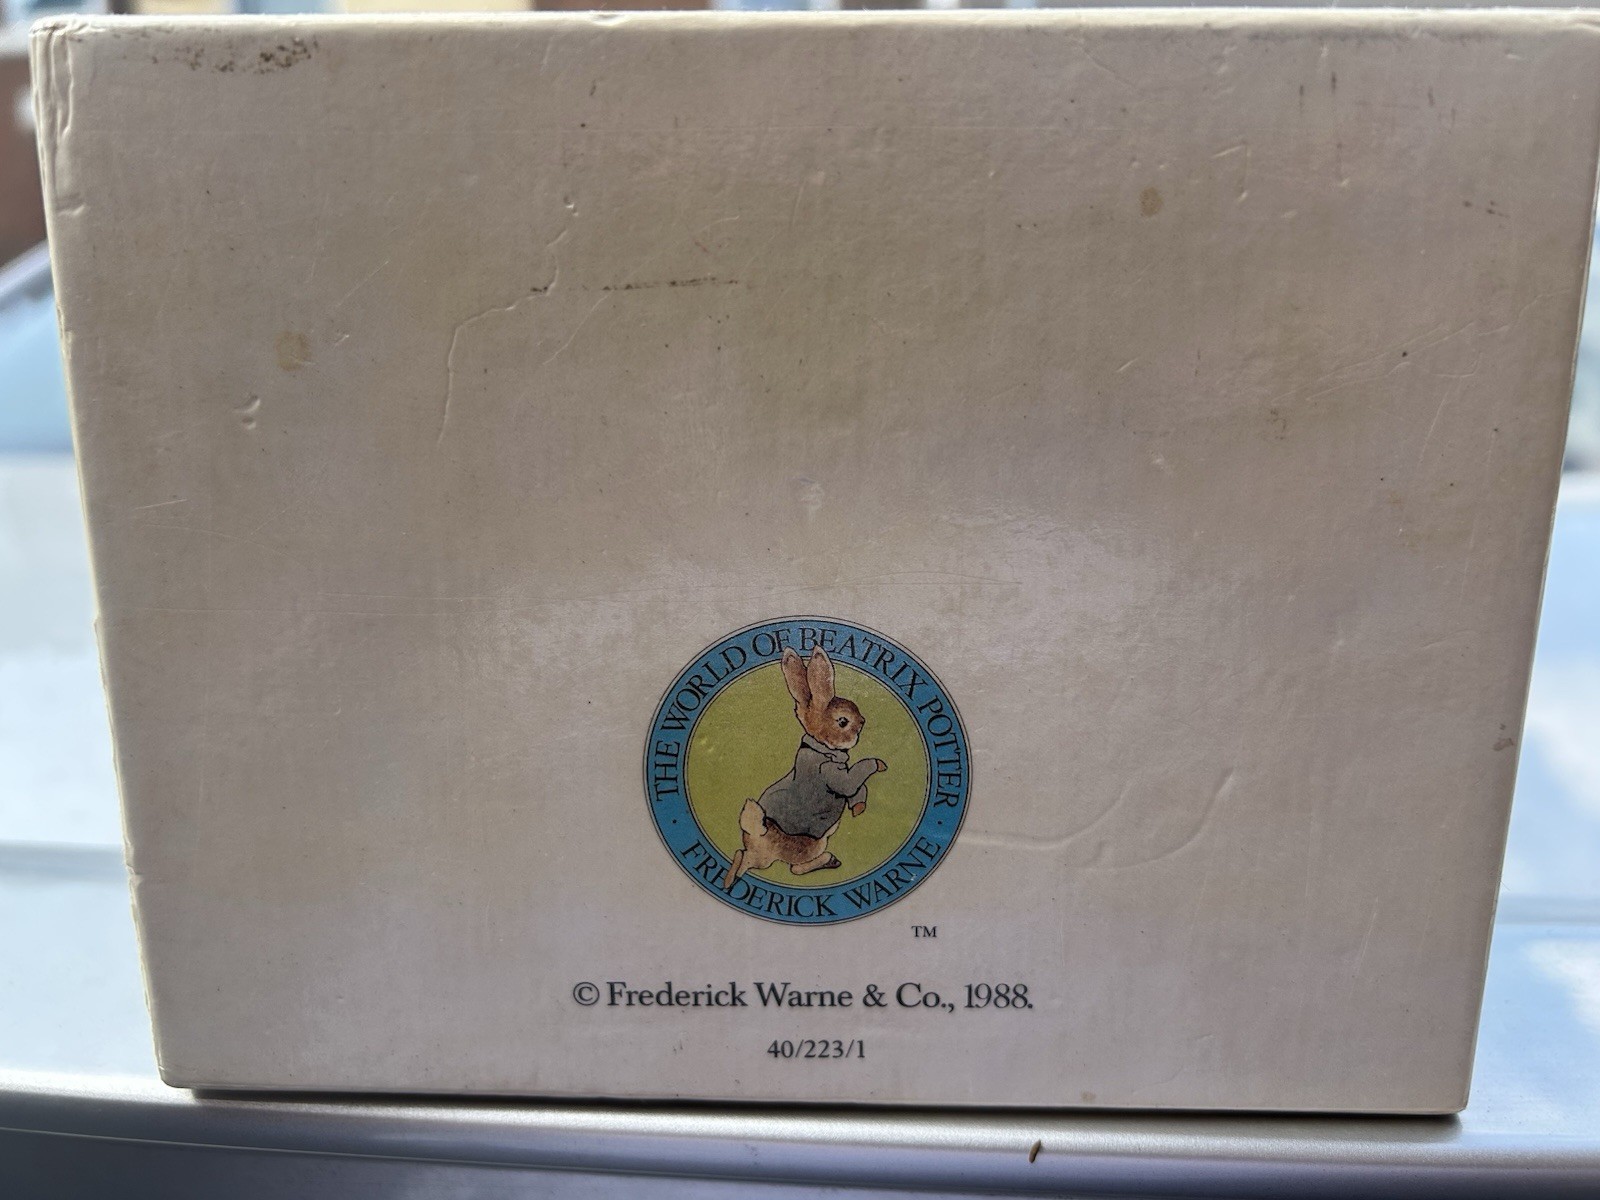 THE WORLD OF BEATRIX POTTER
· FREDERICK WARNE ·
TM
© Frederick Warne & Co., 1988.
40/223/1